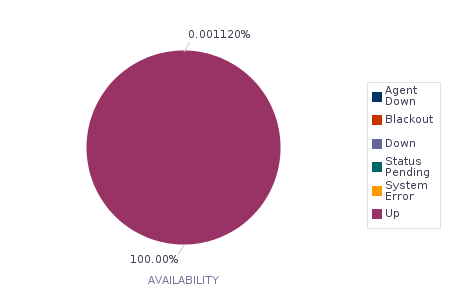 0.001120%
100.00%
AVAILABILITY
Agent
Down
Blackout
Down
Status
Pending
System
Error
Up